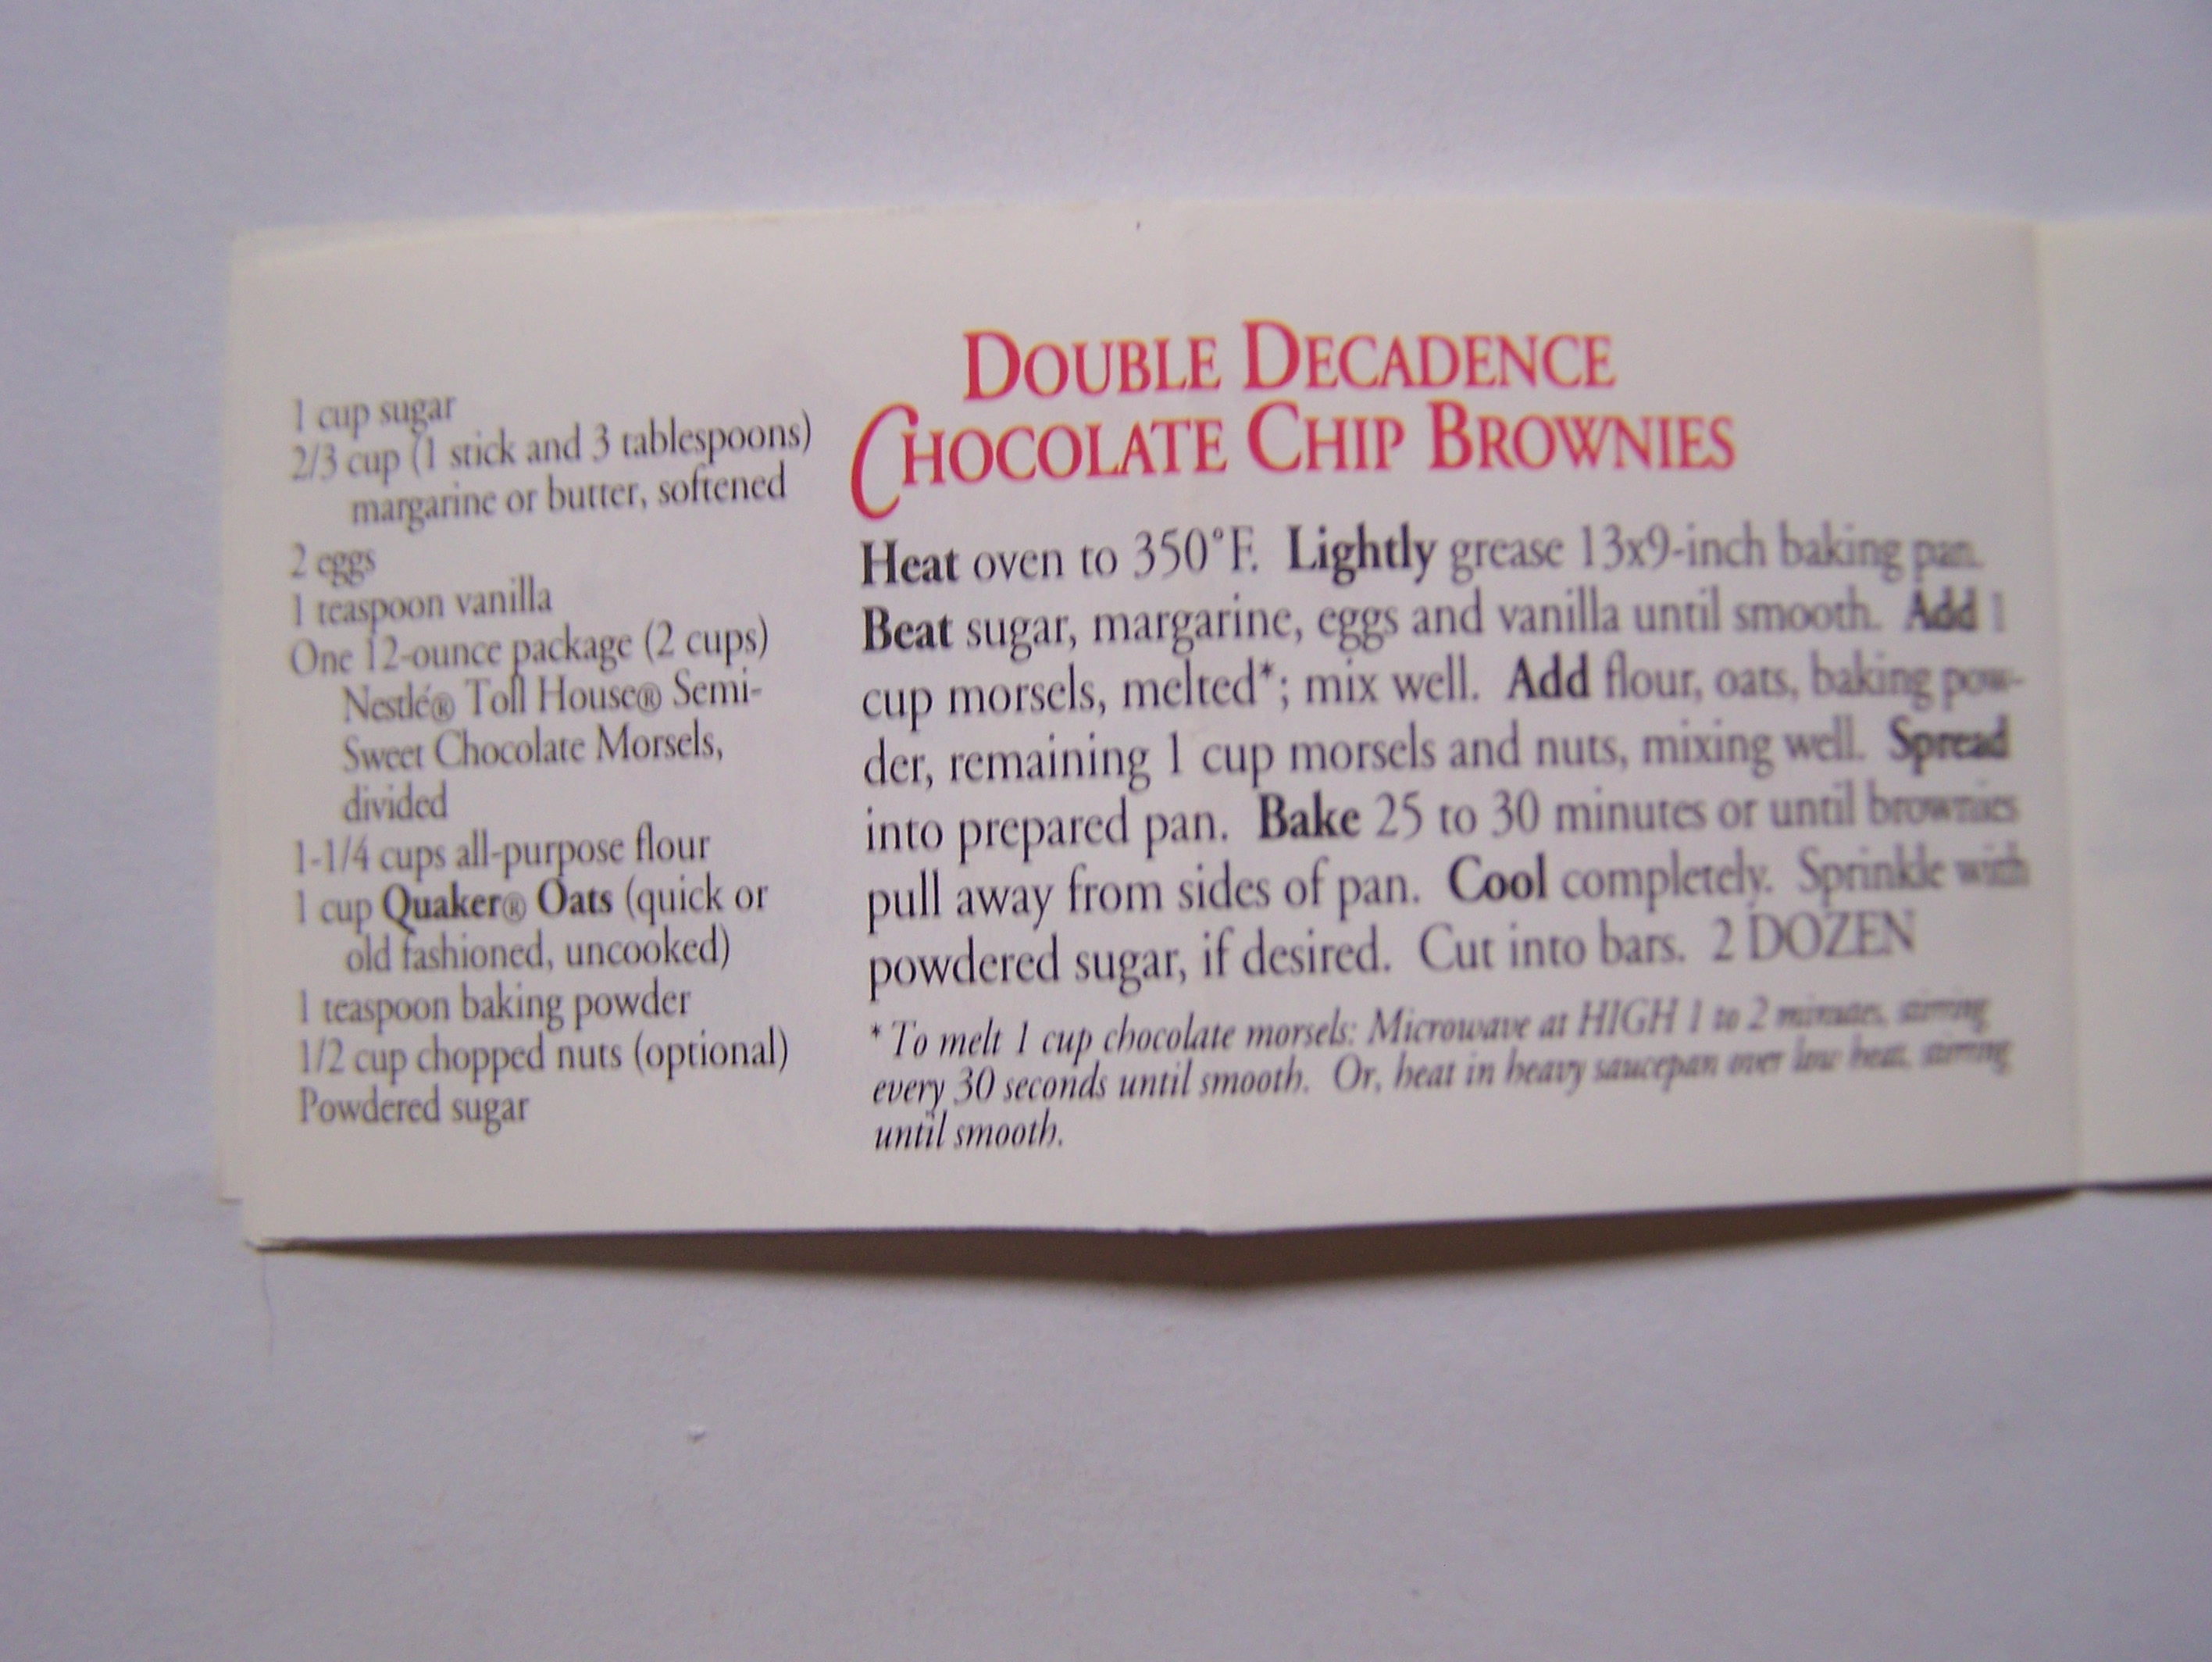 1 cup sugar
2/3 cup (1 stick and 3 tablespoons)
margarine or butter, softened
2 eggs
1 teaspoon vanilla
One 12-ounce package (2 cups)
Nestlé® Toll House® Semi-
Sweet Chocolate Morsels,
divided
1-1/4 cups all-purpose flour
1 cup Quaker® Oats (quick or
old fashioned, uncooked)
1 teaspoon baking powder
1/2 cup chopped nuts (optional)
Powdered sugar
DOUBLE DECADENCE
CHOCOLATE CHIP BROWNIES
Heat oven to 350°F. Lightly grease 13x9-inch baking pan.
Beat sugar, margarine, eggs and vanilla until smooth. Add 1
cup morsels, melted*; mix well. Add flour, oats, baking pow-
der, remaining 1 cup morsels and nuts, mixing well. Spread
into prepared pan. Bake 25 to 30 minutes or until brownies
pull away from sides of pan. Cool completely. Sprinkle with
powdered sugar, if desired. Cut into bars. 2 DOZEN
* To melt 1 cup chocolate morsels: Microwave at HIGH 1 to 2 minutes, stirring
every 30 seconds until smooth. Or, heat in heavy saucepan over low heat, stirring
until smooth.